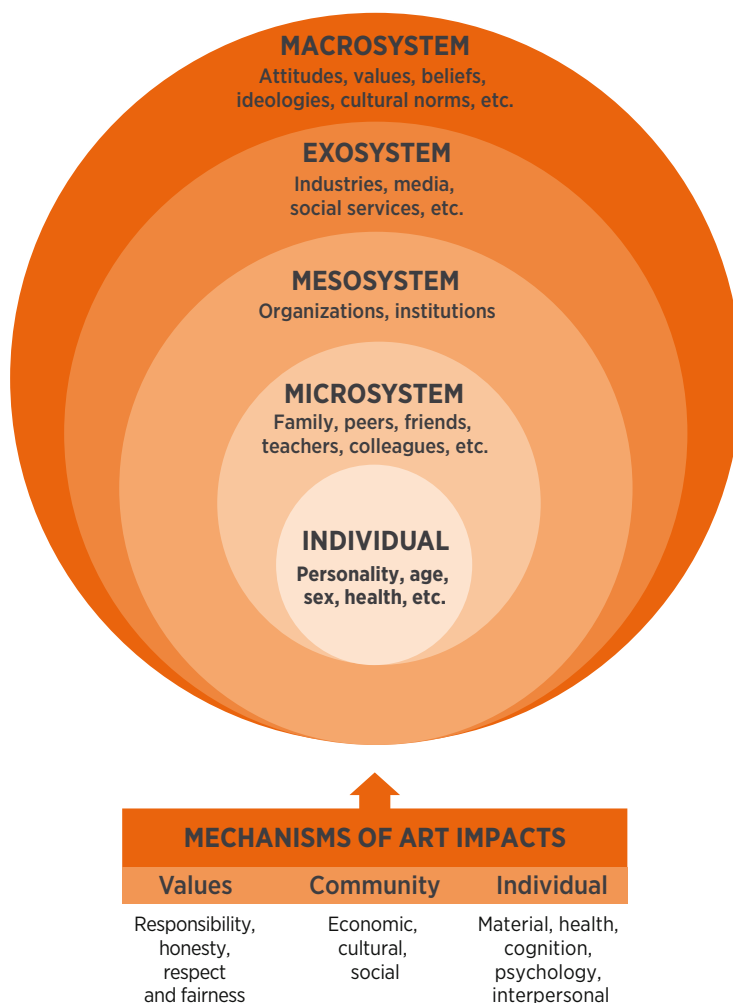 MACROSYSTEM
Attitudes, values, beliefs,
ideologies, cultural norms, etc.
EXOSYSTEM
Industries, media,
social services, etc.
MESOSYSTEM
Organizations, institutions
MICROSYSTEM
Family, peers, friends,
teachers, colleagues, etc.
INDIVIDUAL
Personality, age,
sex, health, etc.
MECHANISMS OF ART IMPACTS
Values
Responsibility,
honesty,
respect
and fairness
Community
Economic,
cultural,
social
Individual
Material, health,
cognition,
psychology,
interpersonal